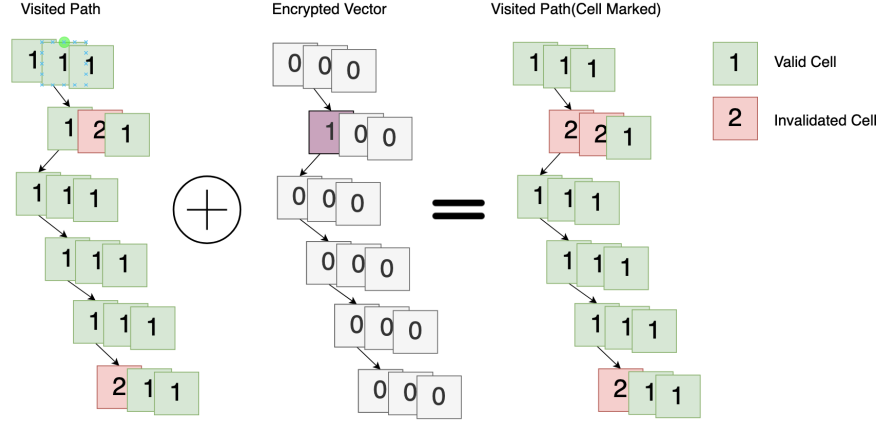 Visited Path
Encrypted Vector
Visited Path(Cell Marked)
1 1 1
0 0 0
1 1 1
1 Valid Cell
1 2 1
1 0 0
2 2 1
2 Invalidated Cell
1 1 1
0 0 0
1 1 1
1 1 1
0 0 0
1 1 1
1 1 1
0 0 0
1 1 1
2 1 1
0 0 0
2 1 1